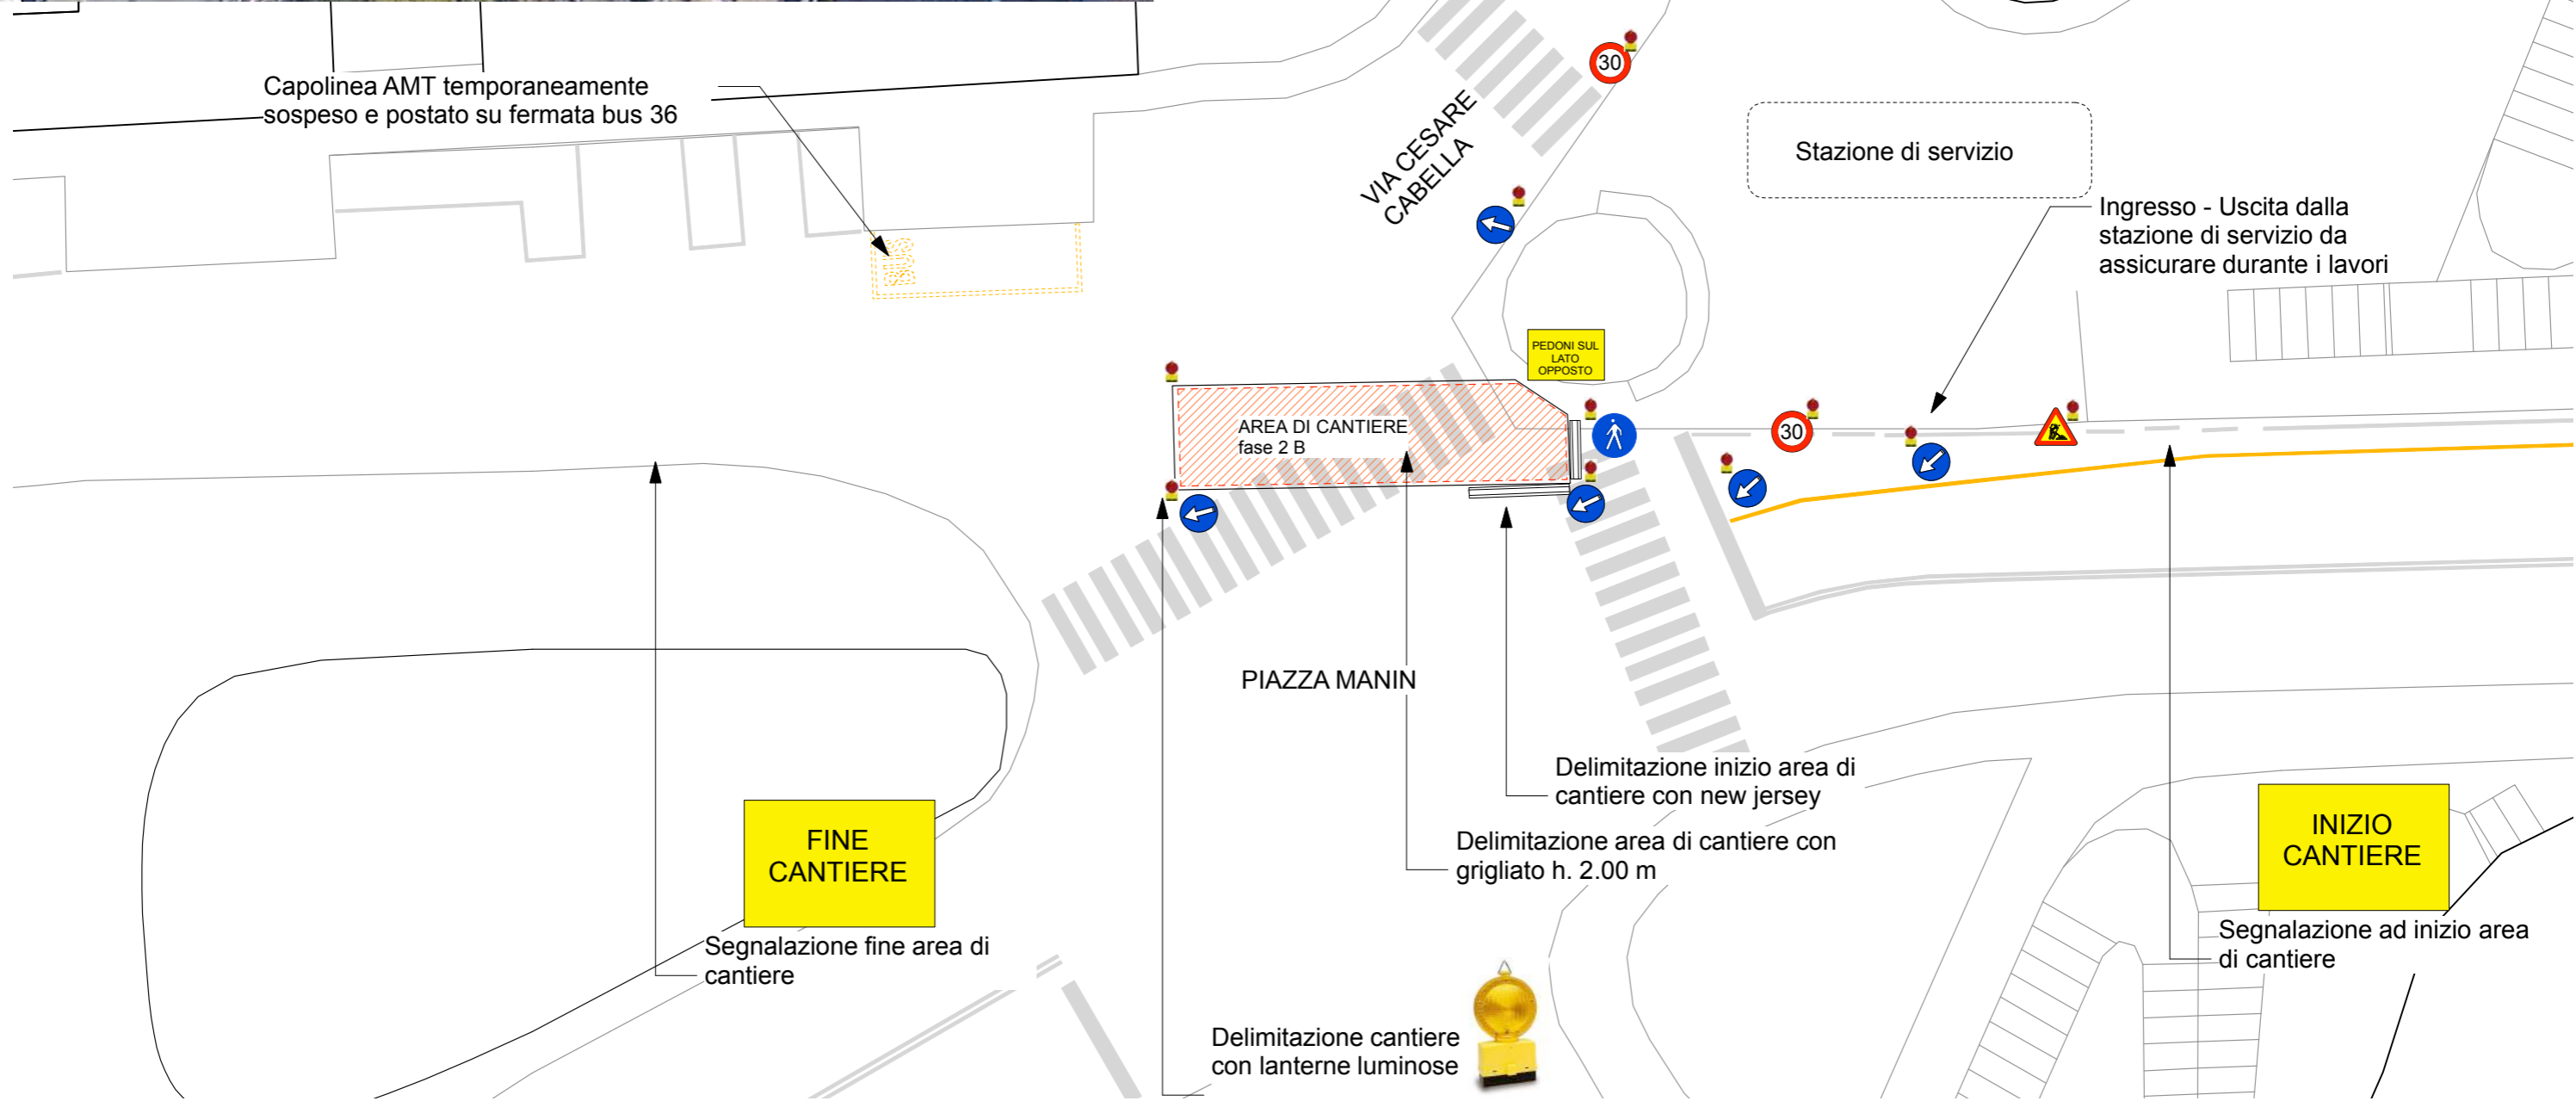 Capolinea AMT temporaneamente
sospeso e postato su fermata bus 36
30
VIA CESARE
CABELLA
Stazione di servizio
Ingresso - Uscita dalla
stazione di servizio da
assicurare durante i lavori
BUS
PEDONI SUL
LATO
OPPOSTO
AREA DI CANTIERE
fase 2 B
30
PIAZZA MANIN
Delimitazione inizio area di
cantiere con new jersey
Delimitazione area di cantiere con
grigliato h. 2.00 m
FINE
CANTIERE
Segnalazione fine area di
cantiere
INIZIO
CANTIERE
Segnalazione ad inizio area
di cantiere
Delimitazione cantiere
con lanterne luminose